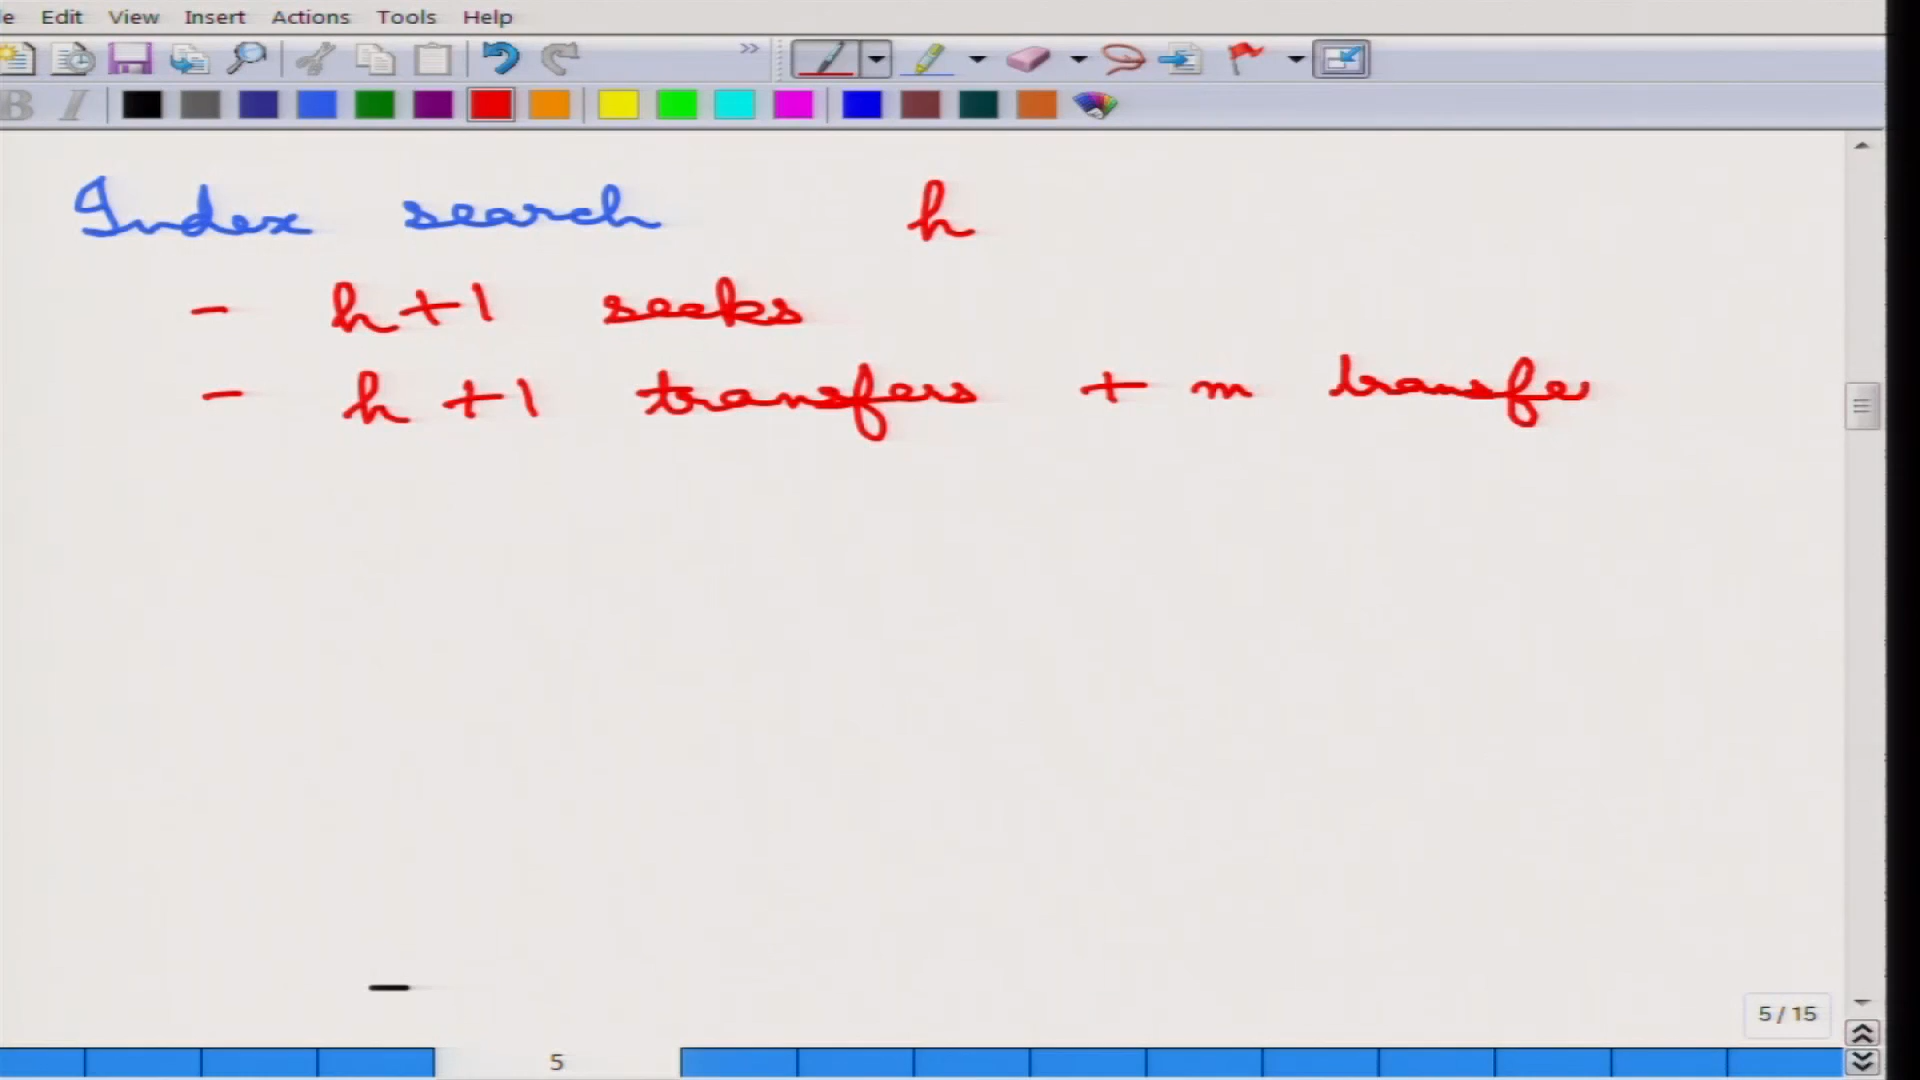 Edit View Insert Actions Tools Help
Index search h
- h+1 seeks
- h+1 transfers + m transfe
5 / 15
5